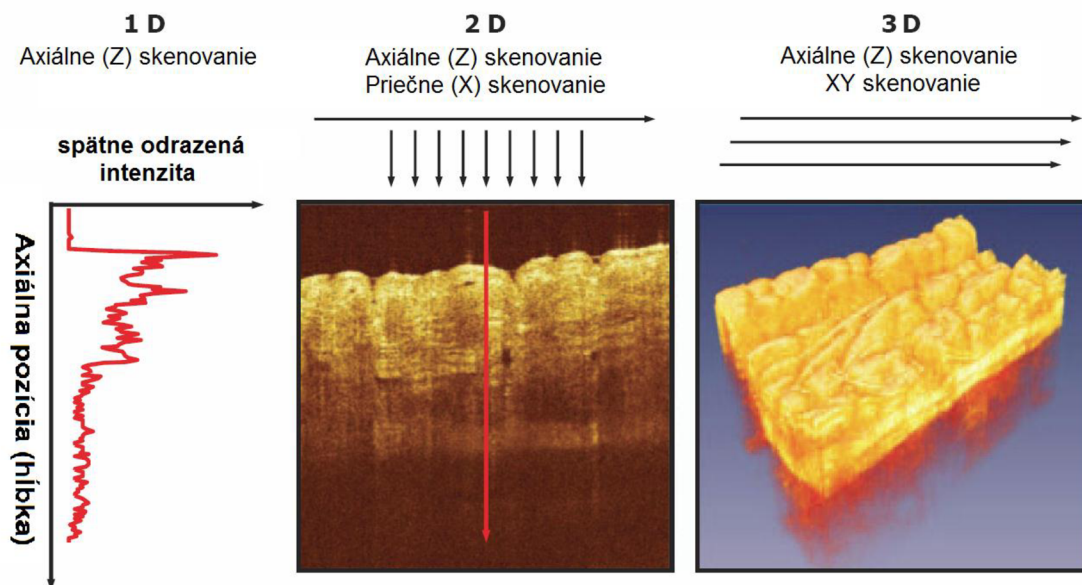 1 D
Axiálne (Z) skenovanie
2 D
Axiálne (Z) skenovanie
Priečne (X) skenovanie
3 D
Axiálne (Z) skenovanie
XY skenovanie
spätne odrazená
intenzita
Axiálna pozícia (hĺbka)